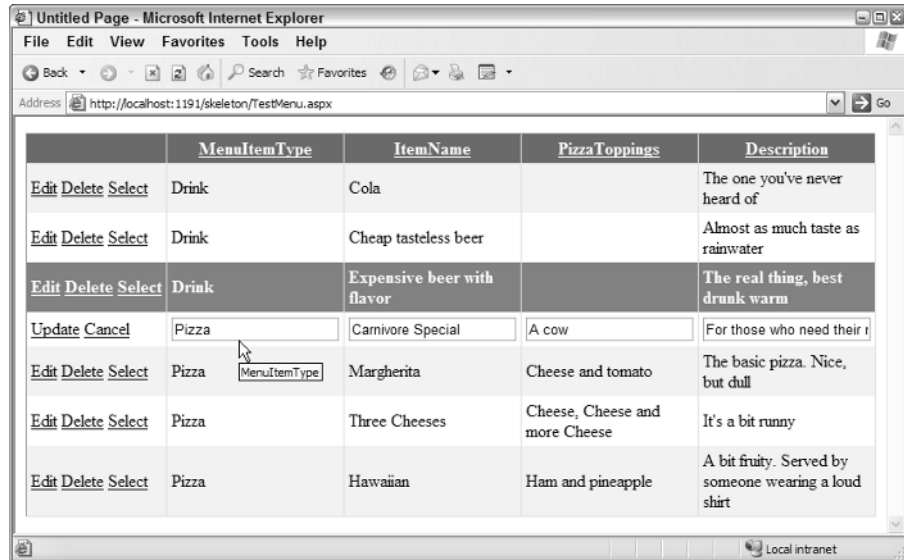 Untitled Page - Microsoft Internet Explorer
File Edit View Favorites Tools Help
Back Search Favorites
Address http://localhost:1191/skeleton/TestMenu.aspx Go
MenuItemType ItemName PizzaToppings Description
Edit Delete Select Drink Cola The one you've never
heard of
Edit Delete Select Drink Cheap tasteless beer Almost as much taste as
rainwater
Edit Delete Select Drink Expensive beer with The real thing, best
flavor drunk warm
Update Cancel Pizza Carnivore Special A cow For those who need their r
MenuItemType
Edit Delete Select Pizza Margherita Cheese and tomato The basic pizza. Nice,
but dull
Edit Delete Select Pizza Three Cheeses Cheese, Cheese and It's a bit runny
more Cheese
Edit Delete Select Pizza Hawaiian Ham and pineapple A bit fruity. Served by
someone wearing a loud
shirt
Local intranet